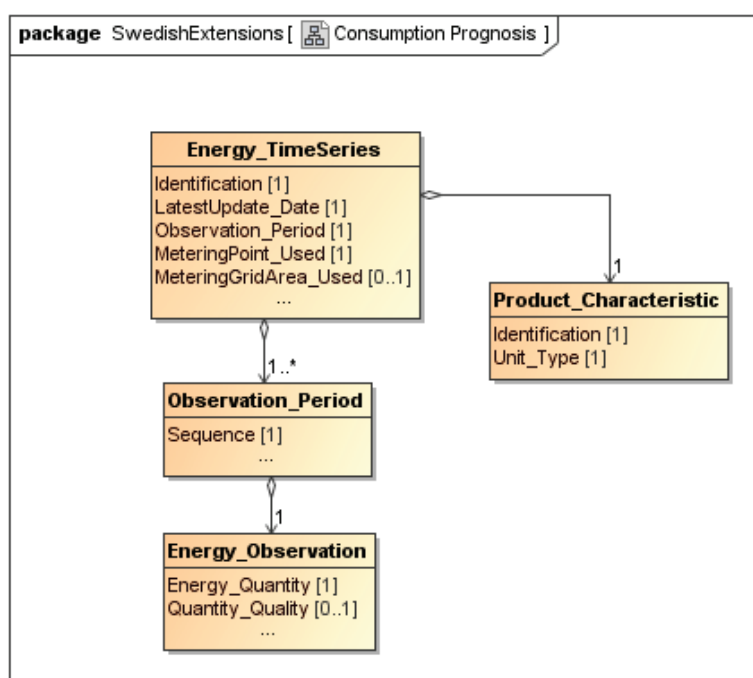 package SwedishExtensions [ Consumption Prognosis ]
Energy_TimeSeries
Identification [1]
LatestUpdate_Date [1]
Observation_Period [1]
MeteringPoint_Used [1]
MeteringGridArea_Used [0..1]
...
1
Product_Characteristic
Identification [1]
Unit_Type [1]
1..*
Observation_Period
Sequence [1]
...
1
Energy_Observation
Energy_Quantity [1]
Quantity_Quality [0..1]
...